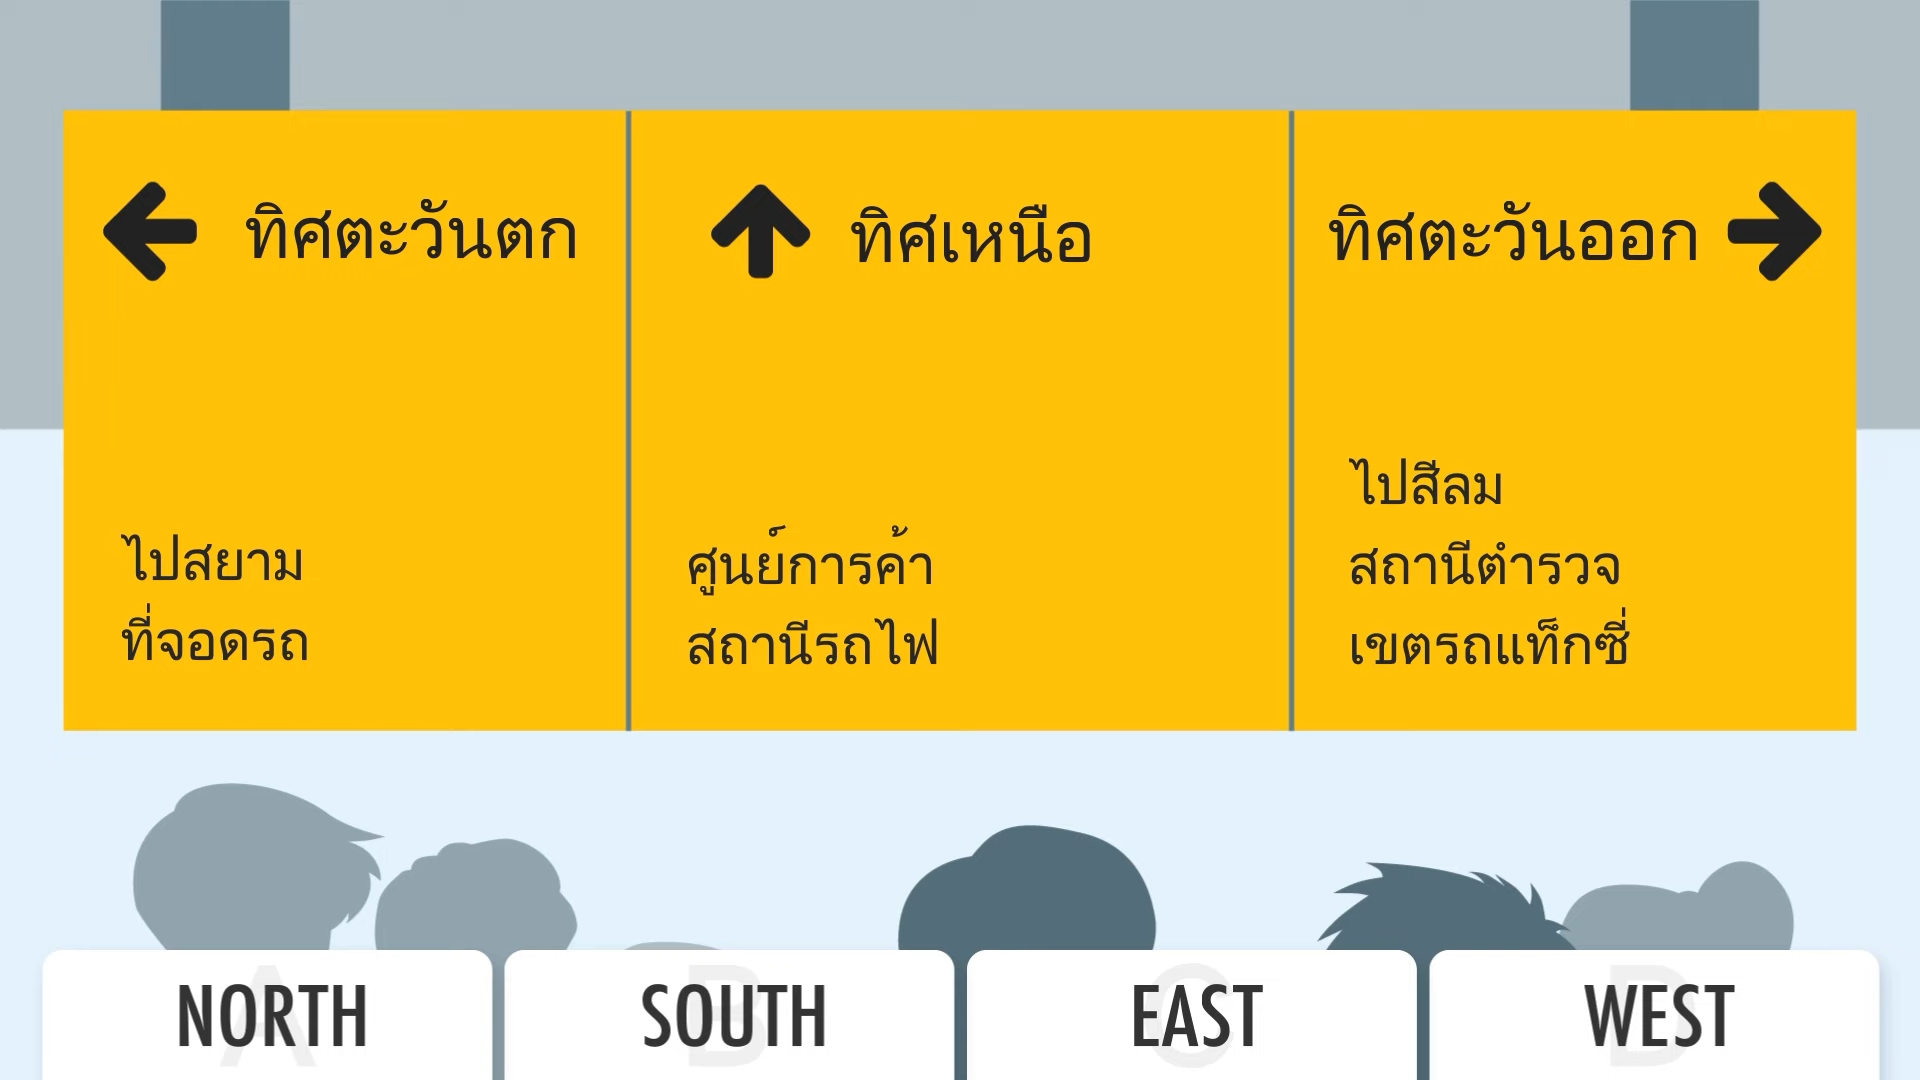 ทิศตะวันตก
ไปสยาม
ที่จอดรถ
ทิศเหนือ
ศูนย์การค้า
สถานีรถไฟ
ทิศตะวันออก
ไปสีลม
สถานีตำรวจ
เขตรถแท็กซี่
A NORTH
B SOUTH
C EAST
D WEST